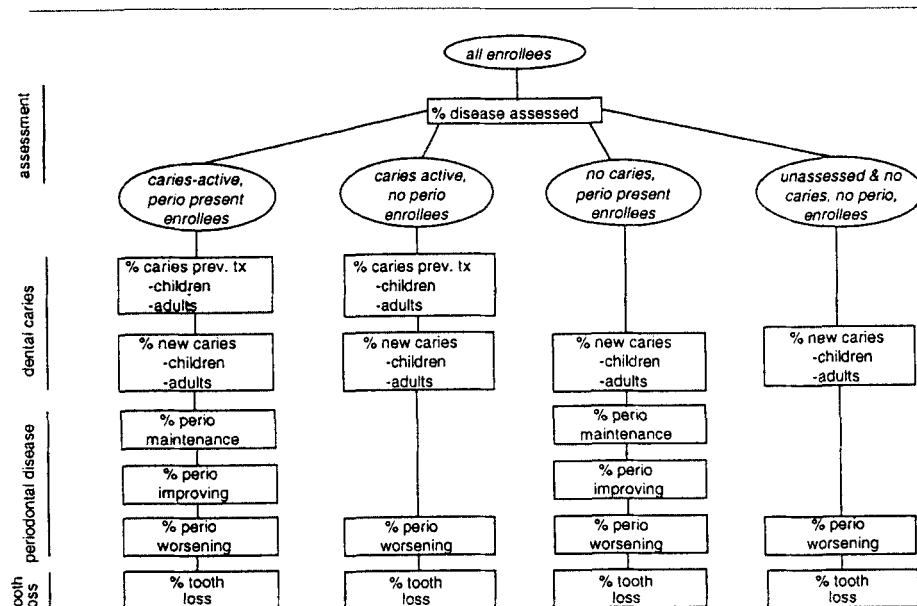 all enrollees
% disease assessed
assessment
caries-active,
perio present
enrollees
caries active,
no perio
enrollees
no caries,
perio present
enrollees
unassessed & no
caries, no perio,
enrollees
dental caries
% caries prev. tx
-children
-adults
% caries prev. tx
-children
-adults
% new caries
-children
-adults
% new caries
-children
-adults
% new caries
-children
-adults
% new caries
-children
-adults
periodontal disease
% perio
maintenance
% perio
maintenance
% perio
improving
% perio
improving
% perio
worsening
% perio
worsening
% perio
worsening
% perio
worsening
tooth
loss
% tooth
loss
% tooth
loss
% tooth
loss
% tooth
loss